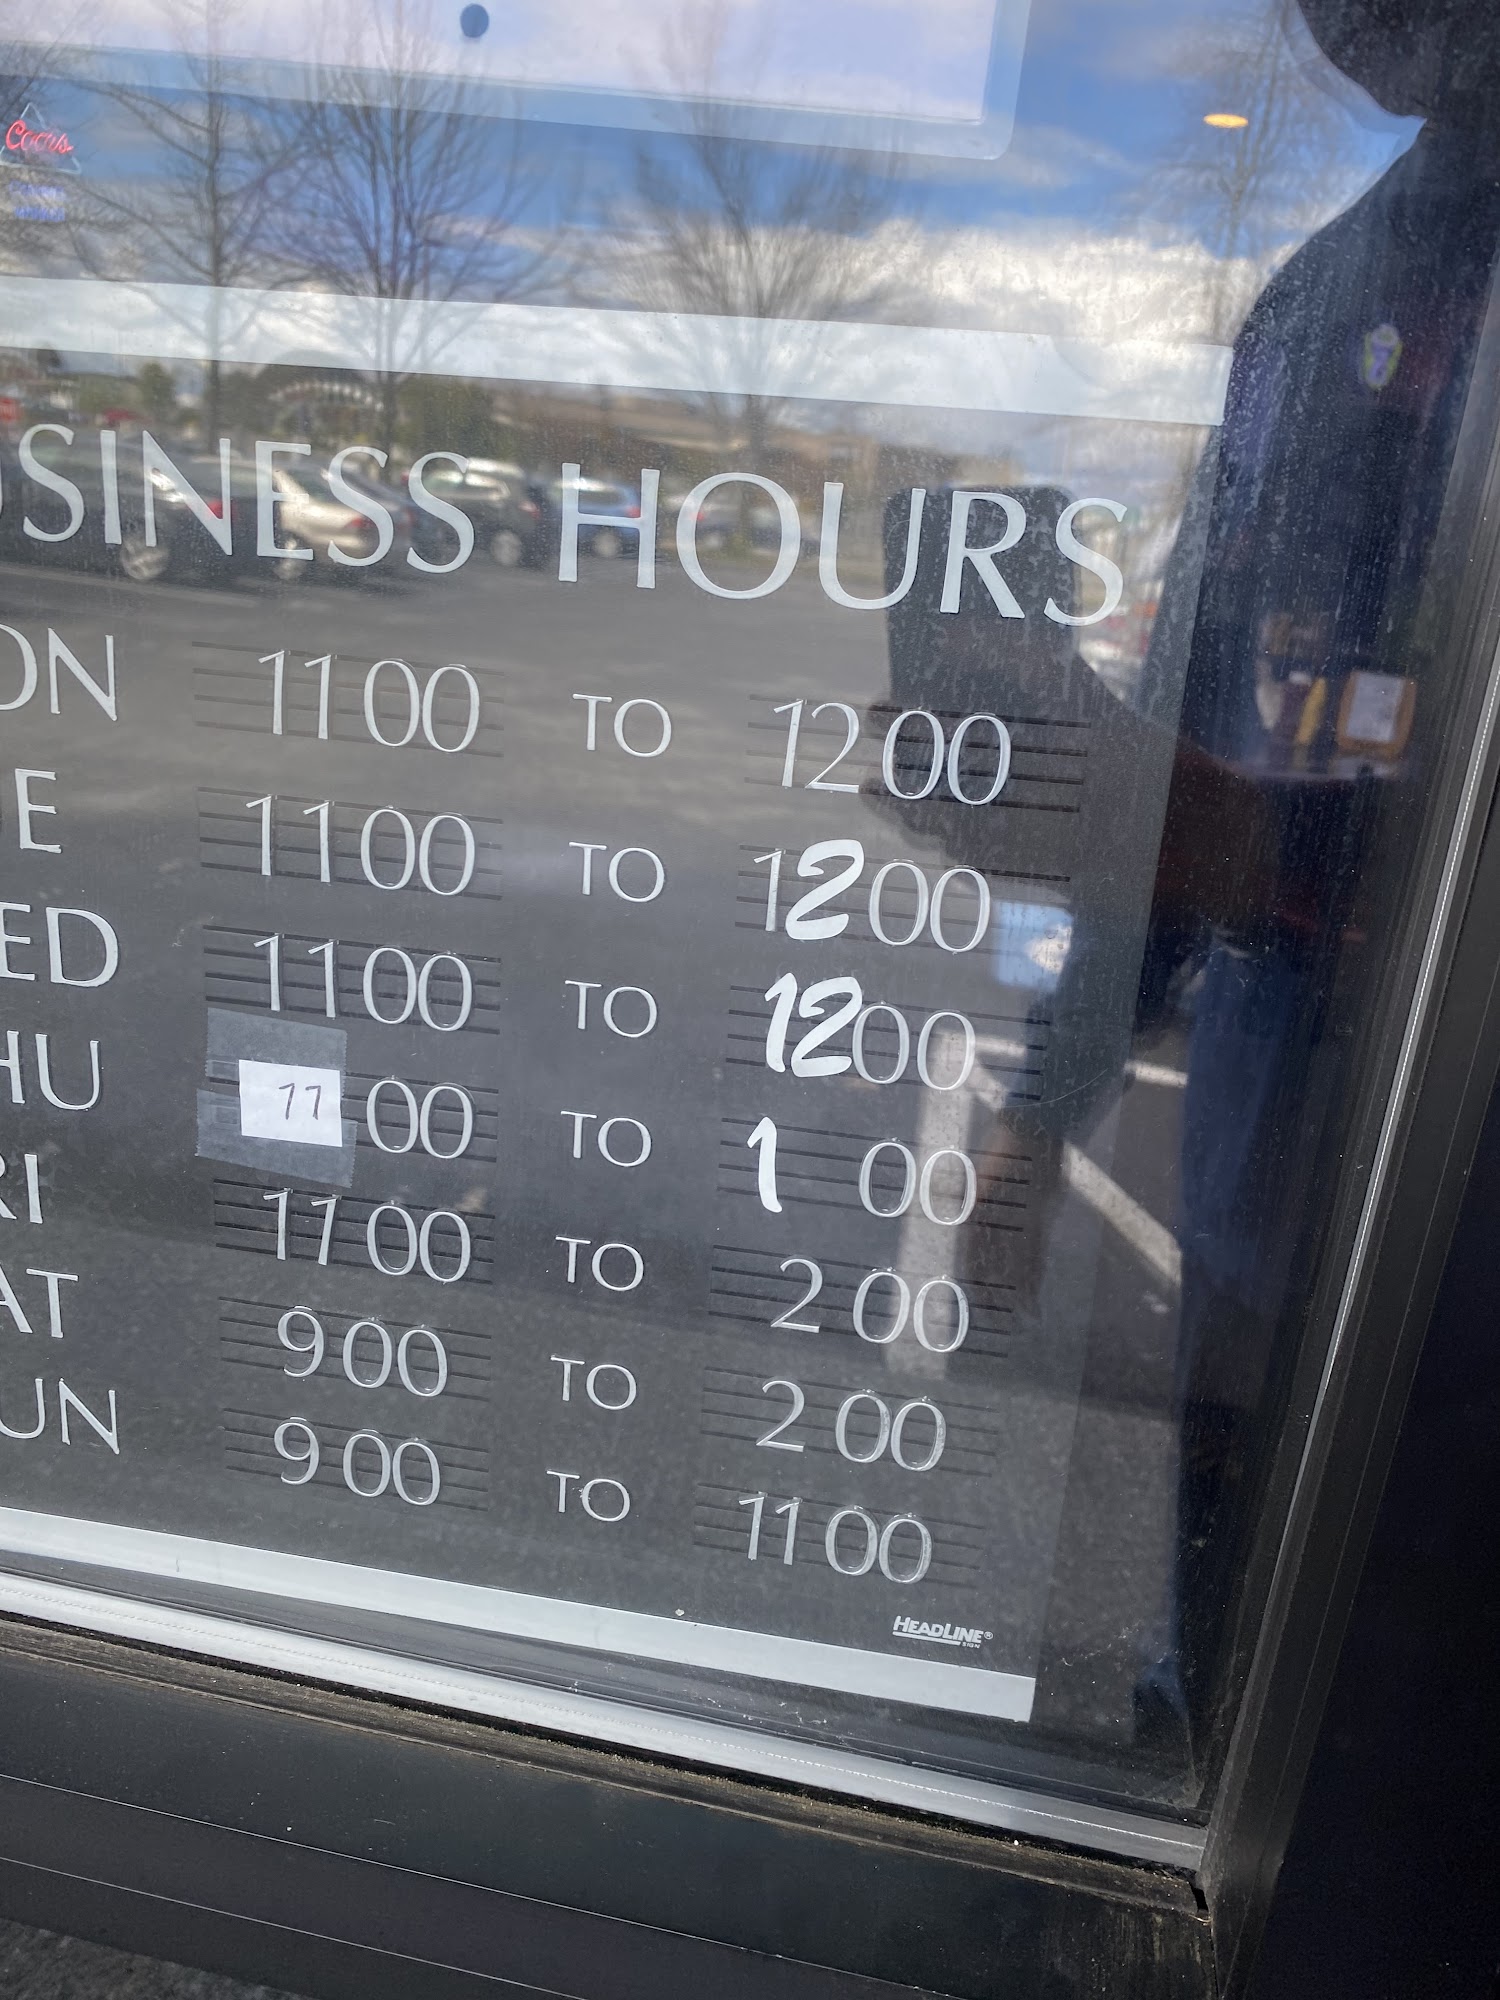 Coors
USINESS HOURS
ON 11 00 TO 12 00
E 11 00 TO 12 00
ED 11 00 TO 12 00
HU 11 00 TO 1 00
RI 11 00 TO 2 00
AT 9 00 TO 2 00
UN 9 00 TO 11 00
HEADLINE®
SIGN